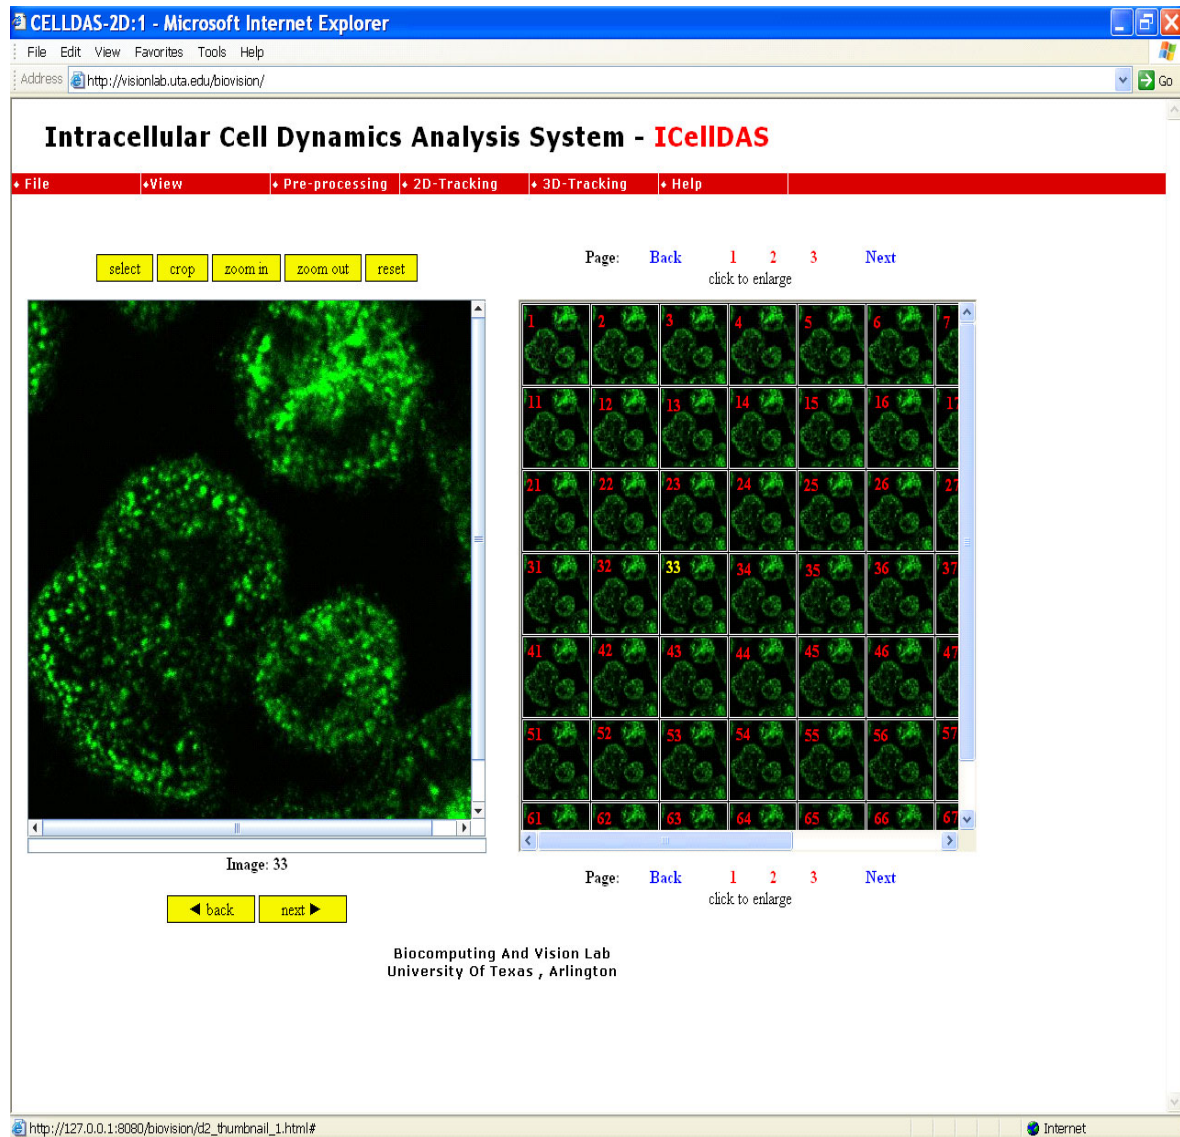 CELLDAS-2D:1 - Microsoft Internet Explorer
File Edit View Favorites Tools Help
Address http://visionlab.uta.edu/biovision/ Go
Intracellular Cell Dynamics Analysis System - ICellDAS
File View Pre-processing 2D-Tracking 3D-Tracking Help
select crop zoom in zoom out reset
Page: Back 1 2 3 Next
click to enlarge
1 2 3 4 5 6 7
11 12 13 14 15 16 17
21 22 23 24 25 26 27
31 32 33 34 35 36 37
41 42 43 44 45 46 47
51 52 53 54 55 56 57
61 62 63 64 65 66 67
Image: 33
back next
Page: Back 1 2 3 Next
click to enlarge
Biocomputing And Vision Lab
University Of Texas , Arlington
http://127.0.0.1:8080/biovision/d2_thumbnail_1.html# Internet